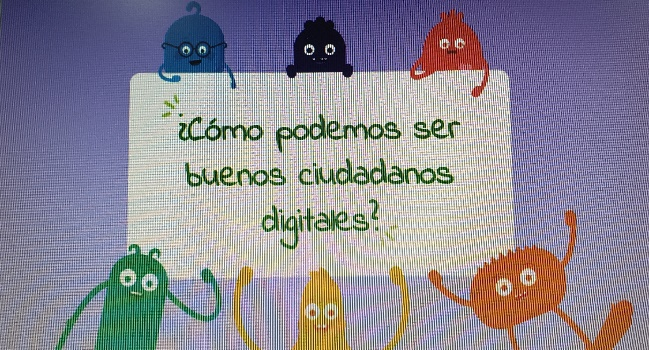 ¿Cómo podemos ser
buenos ciudadanos
digitales?